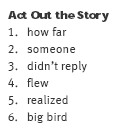 Act Out the Story
1. how far
2. someone
3. didn't reply
4. flew
5. realized
6. big bird